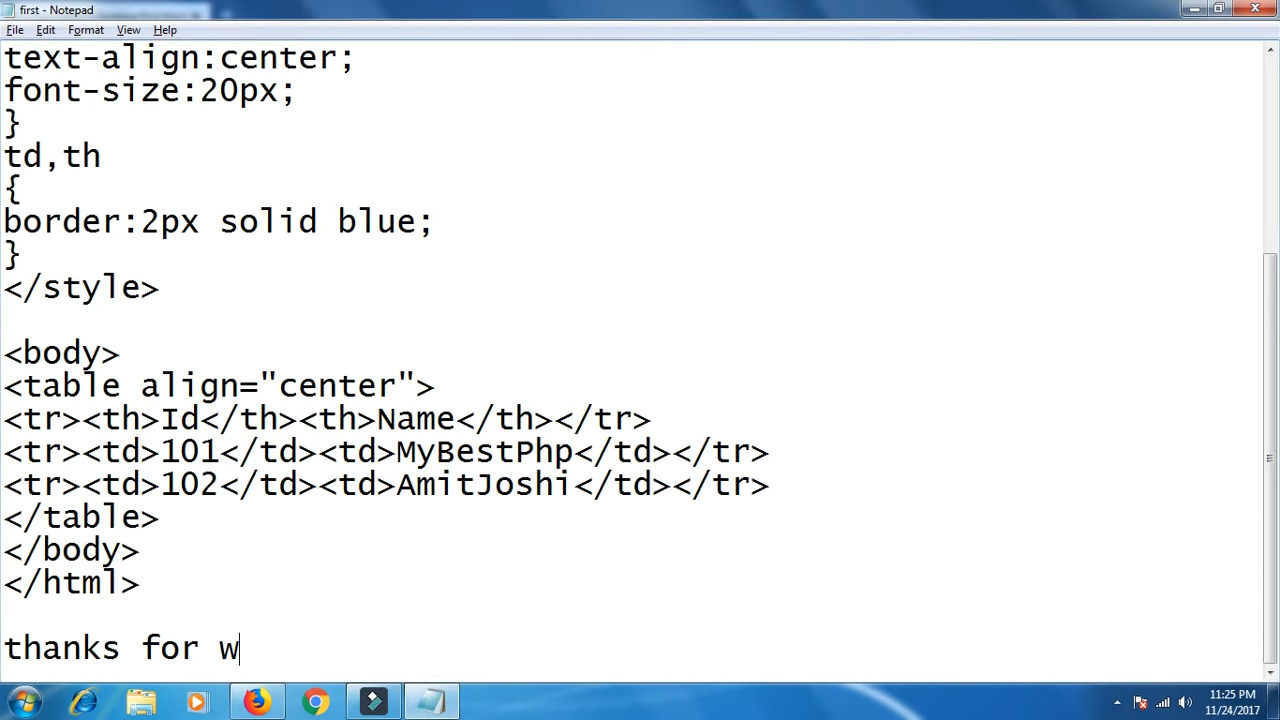 first - Notepad
File Edit Format View Help
text-align:center;
font-size:20px;
}
td,th
{
border:2px solid blue;
}
</style>
<body>
<table align="center">
<tr><th>Id</th><th>Name</th></tr>
<tr><td>101</td><td>MyBestPhp</td></tr>
<tr><td>102</td><td>AmitJoshi</td></tr>
</table>
</body>
</html>
thanks for w
11:25 PM
11/24/2017